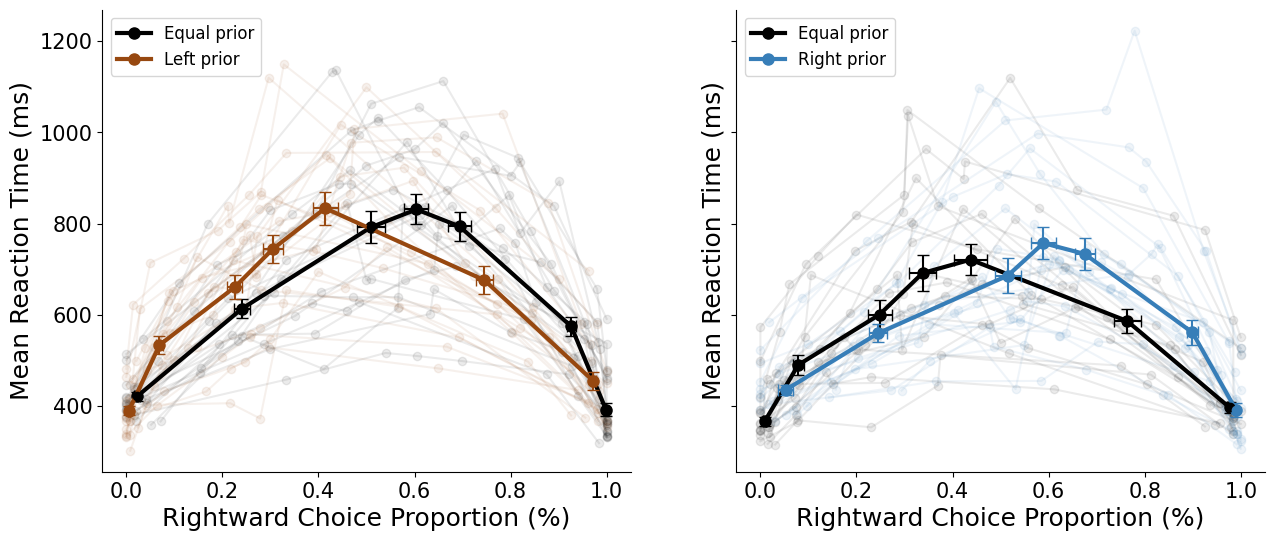 Equal prior
Left prior
Mean Reaction Time (ms)
1200
1000
800
600
400
0.0 0.2 0.4 0.6 0.8 1.0
Rightward Choice Proportion (%)
Equal prior
Right prior
Mean Reaction Time (ms)
0.0 0.2 0.4 0.6 0.8 1.0
Rightward Choice Proportion (%)